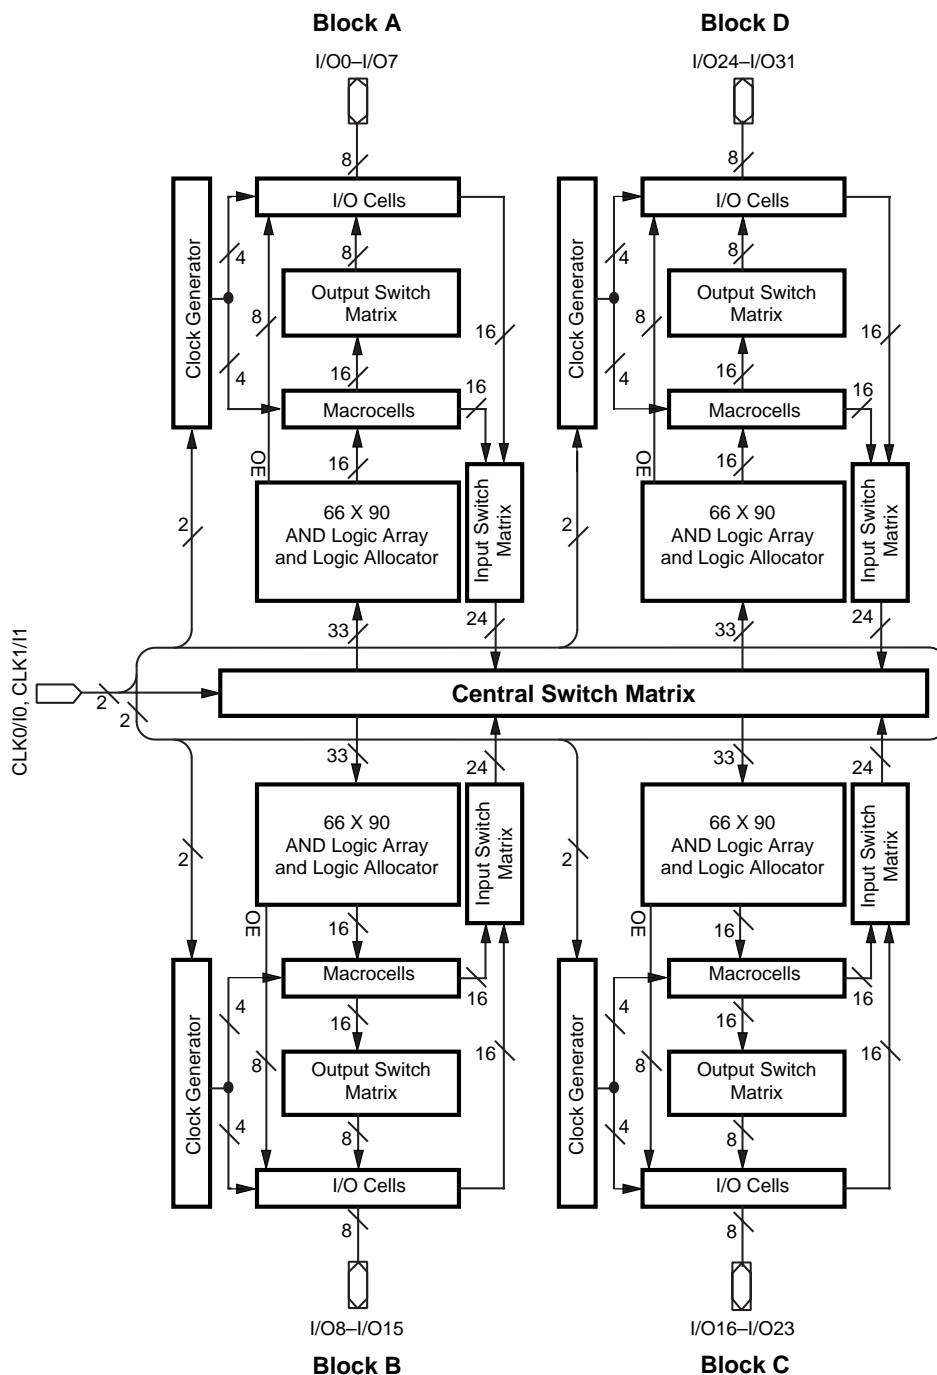 Block A
Block D
I/O0–I/O7
I/O24–I/O31
8
8
I/O Cells
I/O Cells
Clock Generator
4
8
8
Output Switch
Matrix
16
4
16
16
Macrocells
OE
16
66 X 90
AND Logic Array
and Logic Allocator
Input Switch
Matrix
2
33
24
Clock Generator
4
8
8
Output Switch
Matrix
16
4
16
16
Macrocells
OE
16
66 X 90
AND Logic Array
and Logic Allocator
Input Switch
Matrix
2
33
24
CLK0/I0, CLK1/I1
2
2
Central Switch Matrix
33
24
66 X 90
AND Logic Array
and Logic Allocator
Input Switch
Matrix
2
OE
16
Macrocells
16
4
16
16
Clock Generator
8
Output Switch
Matrix
4
8
I/O Cells
8
33
24
66 X 90
AND Logic Array
and Logic Allocator
Input Switch
Matrix
2
OE
16
Macrocells
16
4
16
16
Clock Generator
8
Output Switch
Matrix
4
8
I/O Cells
8
I/O8–I/O15
I/O16–I/O23
Block B
Block C